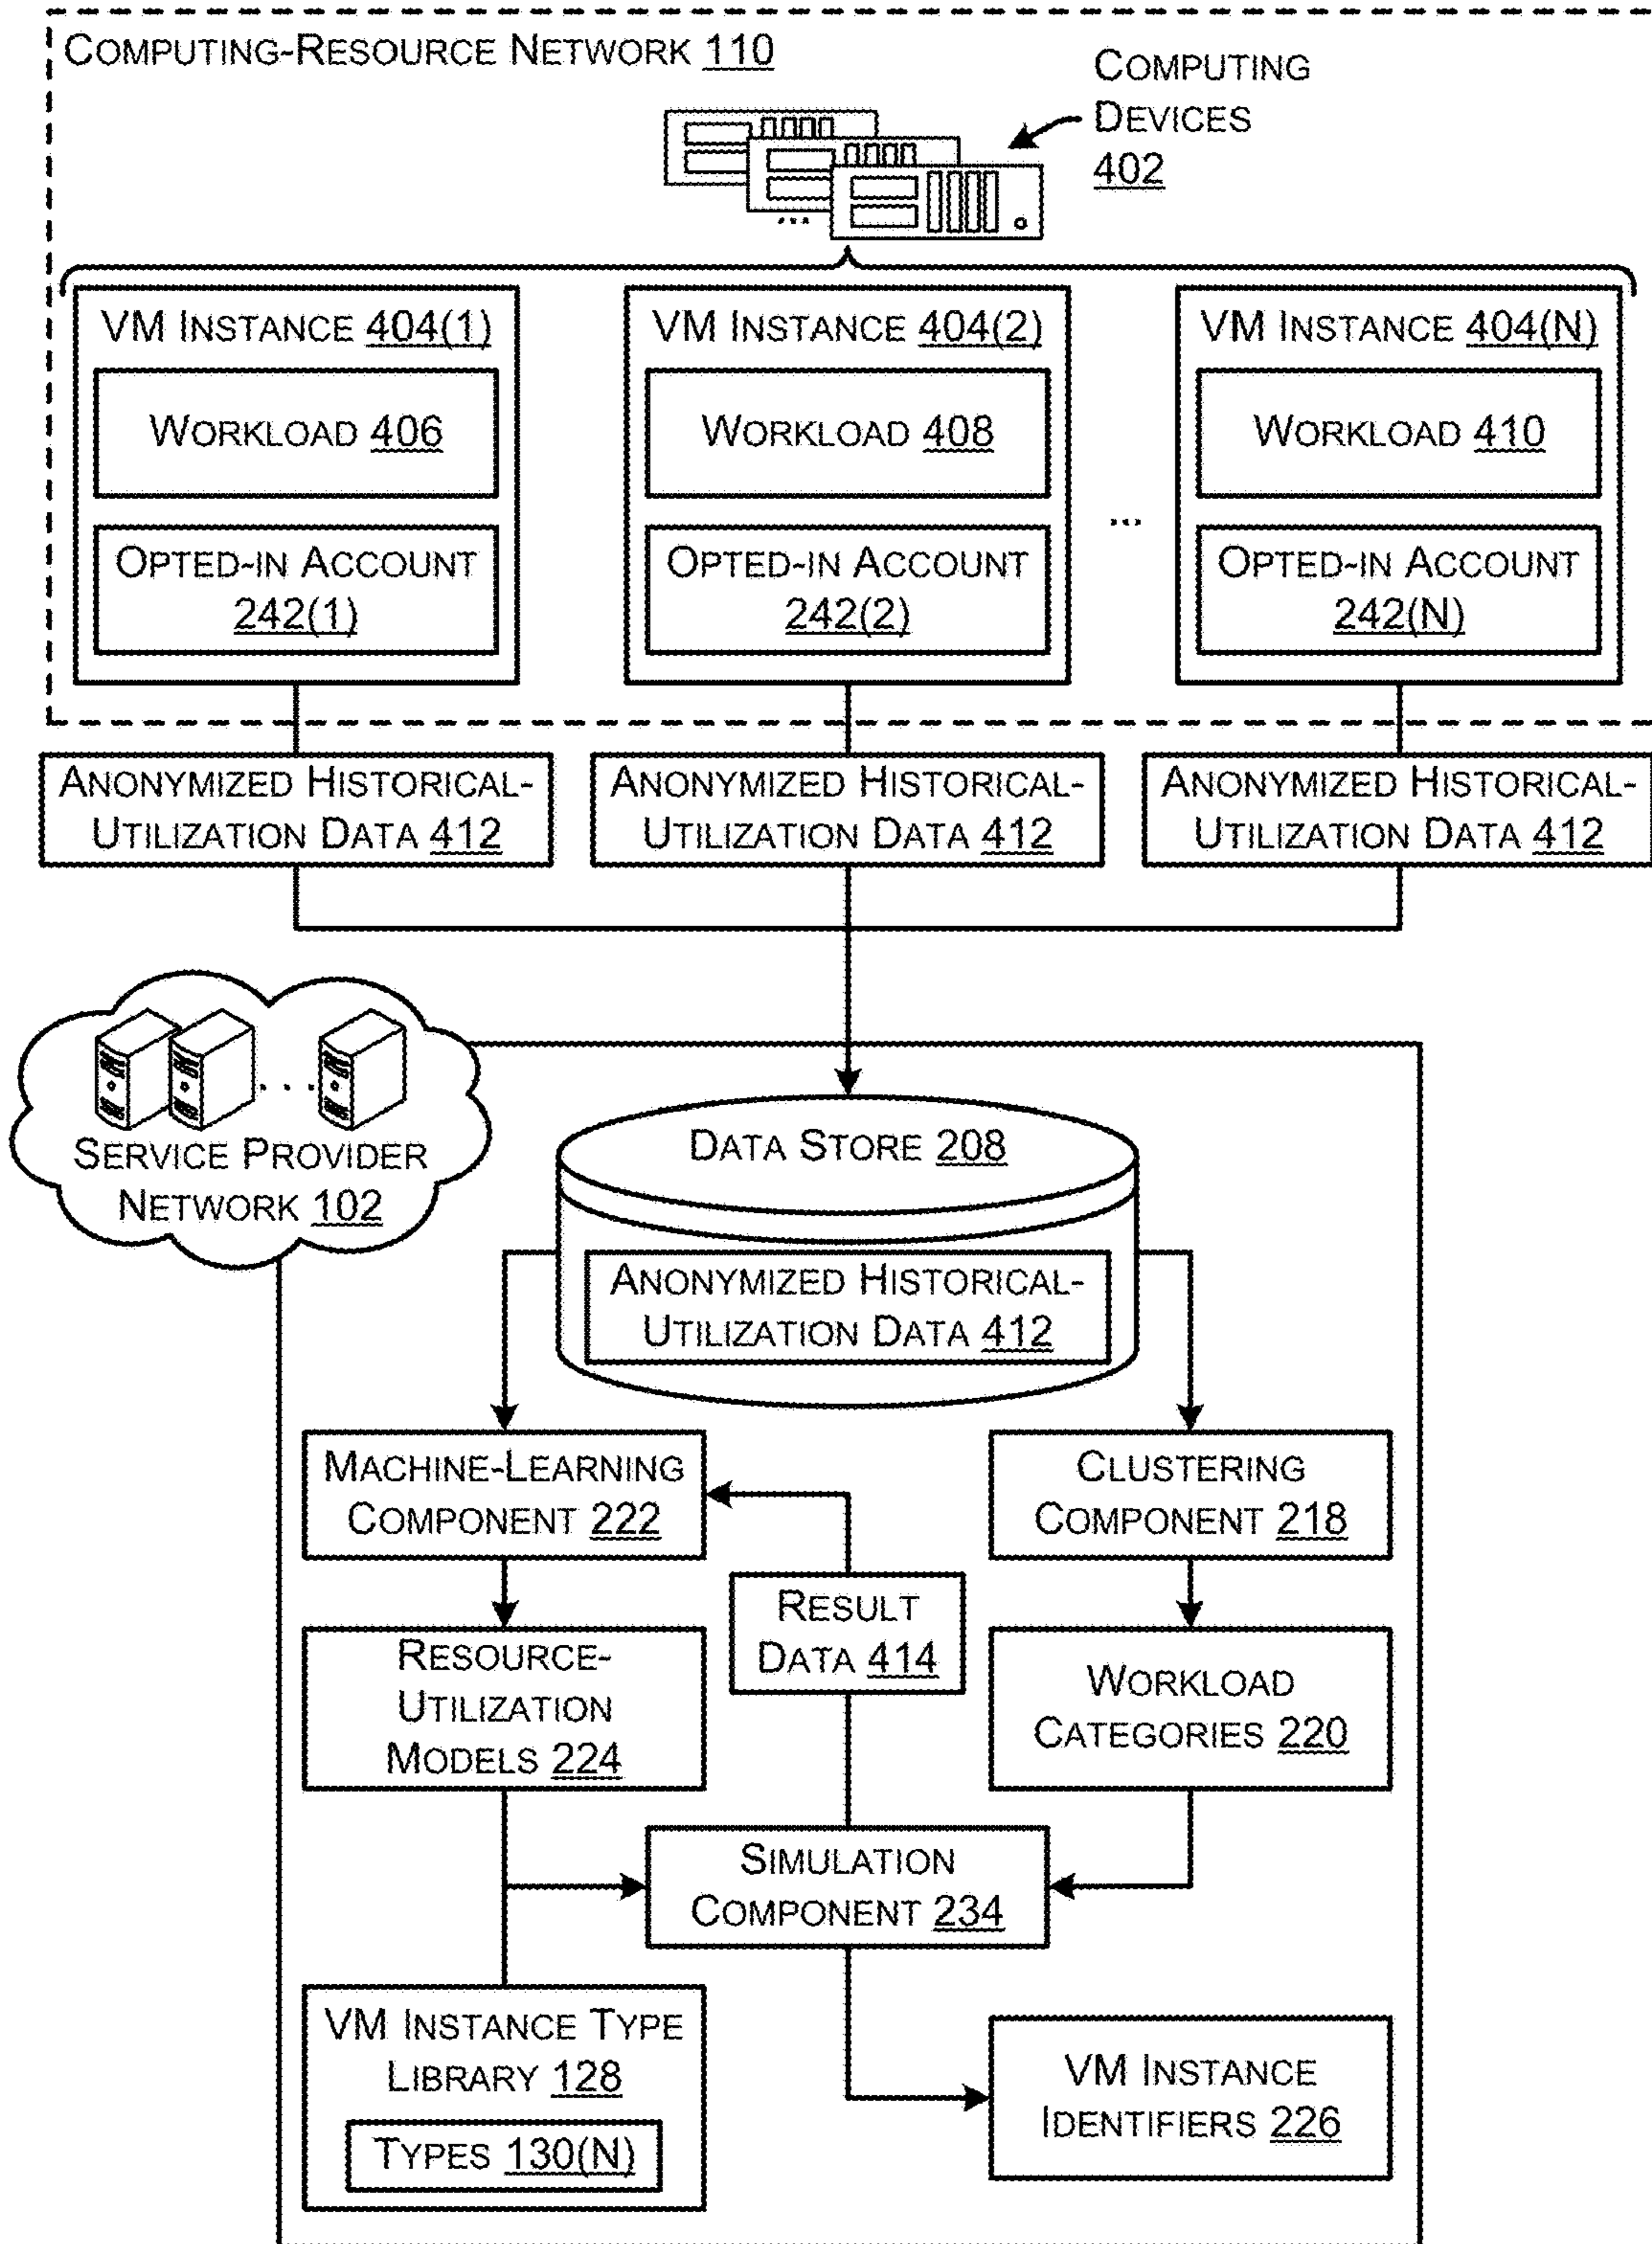 COMPUTING-RESOURCE NETWORK 110
COMPUTING
DEVICES
402
...
VM INSTANCE 404(1)
WORKLOAD 406
OPTED-IN ACCOUNT
242(1)
VM INSTANCE 404(2)
WORKLOAD 408
OPTED-IN ACCOUNT
242(2)
...
VM INSTANCE 404(N)
WORKLOAD 410
OPTED-IN ACCOUNT
242(N)
ANONYMIZED HISTORICAL-
UTILIZATION DATA 412
ANONYMIZED HISTORICAL-
UTILIZATION DATA 412
ANONYMIZED HISTORICAL-
UTILIZATION DATA 412
...
SERVICE PROVIDER
NETWORK 102
DATA STORE 208
ANONYMIZED HISTORICAL-
UTILIZATION DATA 412
MACHINE-LEARNING
COMPONENT 222
CLUSTERING
COMPONENT 218
RESULT
DATA 414
RESOURCE-
UTILIZATION
MODELS 224
WORKLOAD
CATEGORIES 220
SIMULATION
COMPONENT 234
VM INSTANCE TYPE
LIBRARY 128
TYPES 130(N)
VM INSTANCE
IDENTIFIERS 226